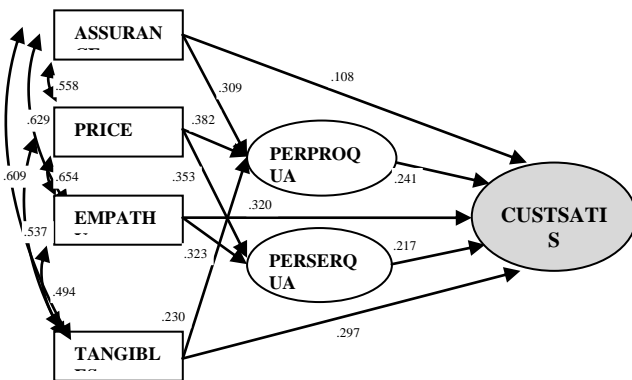 ASSURAN
.108
.558
.309
PRICE
.382
.629
PERPROQ
UA
.609
.654
.353
.241
EMPATH
.320
CUSTSATI
S
.537
.323
PERSERQ
UA
.217
.494
.230
.297
TANGIBL